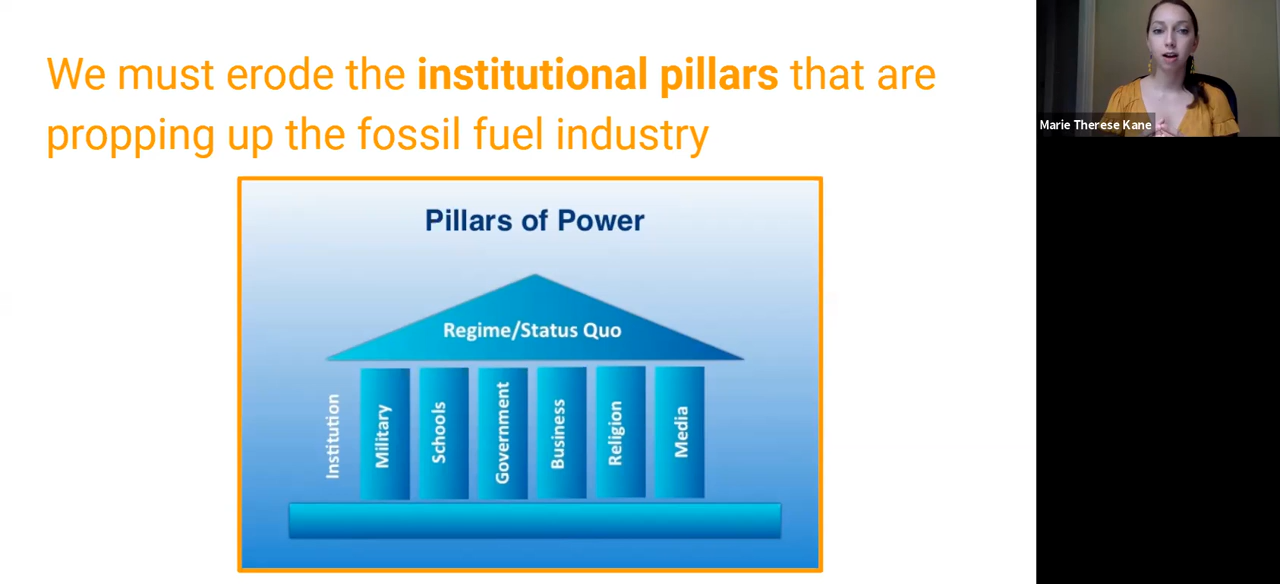 We must erode the institutional pillars that are
propping up the fossil fuel industry
Marie Therese Kane
Pillars of Power
Regime/Status Quo
Institution
Military
Schools
Government
Business
Religion
Media